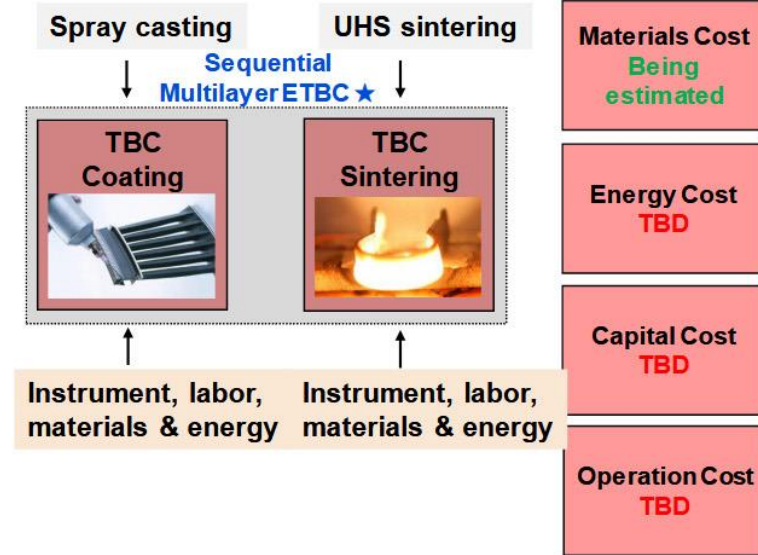 Spray casting
UHS sintering
Sequential
Multilayer ETBC ★
TBC
Coating
TBC
Sintering
Instrument, labor,
materials & energy
Instrument, labor,
materials & energy
Materials Cost
Being
estimated
Energy Cost
TBD
Capital Cost
TBD
Operation Cost
TBD